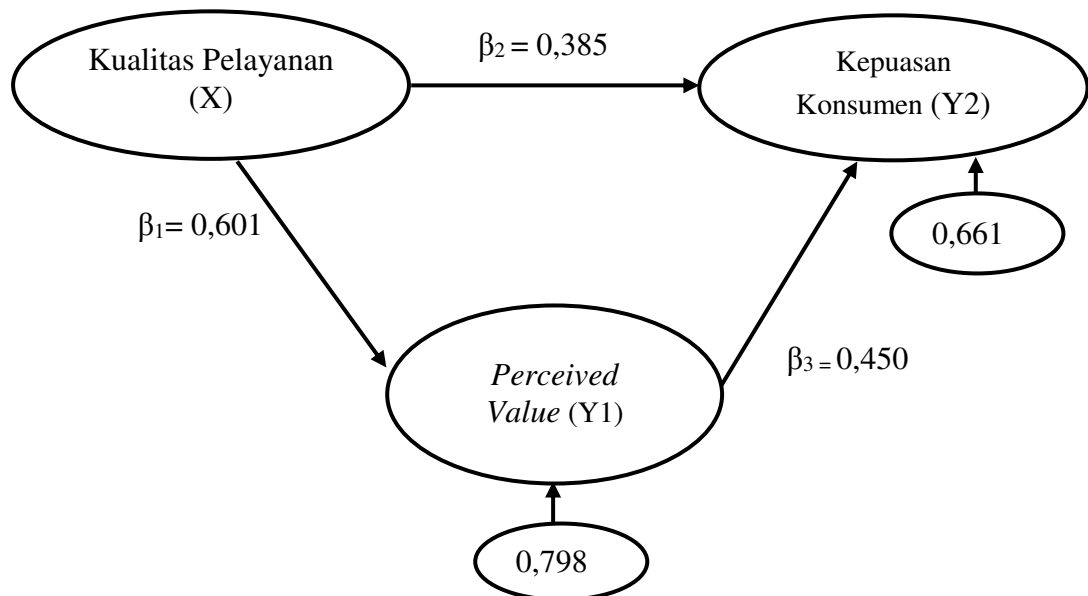 Kualitas Pelayanan
(X)
β2 = 0,385
Kepuasan
Konsumen (Y2)
β1= 0,601
0,661
Perceived
Value (Y1)
β3 = 0,450
0,798